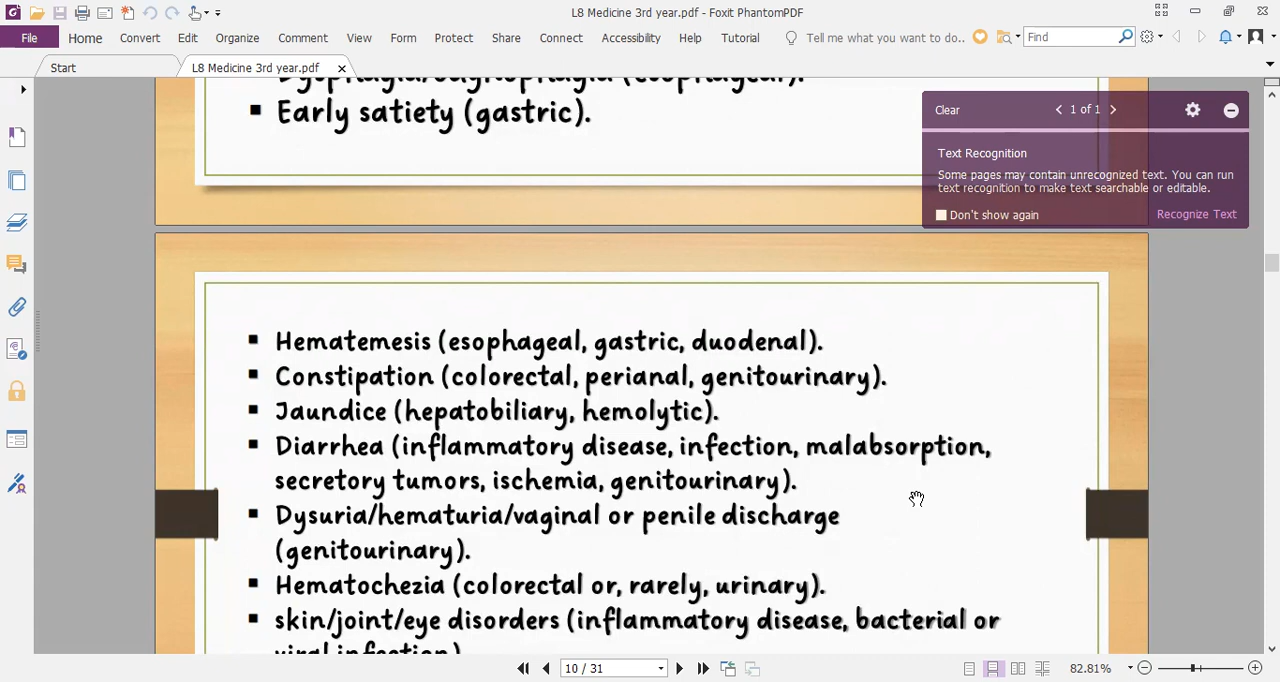 L8 Medicine 3rd year.pdf - Foxit PhantomPDF
File Home Convert Edit Organize Comment View Form Protect Share Connect Accessibility Help Tutorial Tell me what you want to do.. Find
Start L8 Medicine 3rd year.pdf
Dysphagia/odynophagia (esophageal).
Early satiety (gastric).
Clear 1 of 1
Text Recognition
Some pages may contain unrecognized text. You can run
text recognition to make text searchable or editable.
Don't show again Recognize Text
Hematemesis (esophageal, gastric, duodenal).
Constipation (colorectal, perianal, genitourinary).
Jaundice (hepatobiliary, hemolytic).
Diarrhea (inflammatory disease, infection, malabsorption,
secretory tumors, ischemia, genitourinary).
Dysuria/hematuria/vaginal or penile discharge
(genitourinary).
Hematochezia (colorectal or, rarely, urinary).
skin/joint/eye disorders (inflammatory disease, bacterial or
viral infection)
10 / 31 82.81%